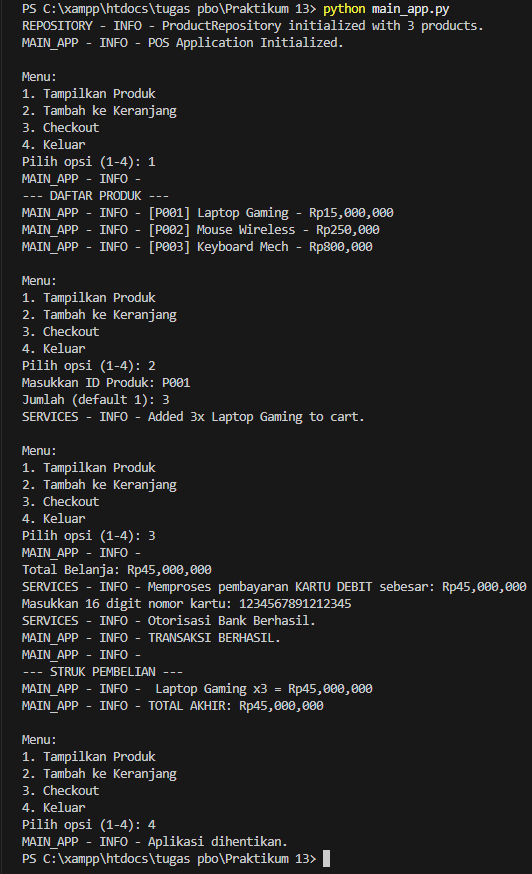 PS C:\xampp\htdocs\tugas pbo\Praktikum 13> python main_app.py
REPOSITORY - INFO - ProductRepository initialized with 3 products.
MAIN_APP - INFO - POS Application Initialized.
Menu:
1. Tampilkan Produk
2. Tambah ke Keranjang
3. Checkout
4. Keluar
Pilih opsi (1-4): 1
MAIN_APP - INFO -
--- DAFTAR PRODUK ---
MAIN_APP - INFO - [P001] Laptop Gaming - Rp15,000,000
MAIN_APP - INFO - [P002] Mouse Wireless - Rp250,000
MAIN_APP - INFO - [P003] Keyboard Mech - Rp800,000
Menu:
1. Tampilkan Produk
2. Tambah ke Keranjang
3. Checkout
4. Keluar
Pilih opsi (1-4): 2
Masukkan ID Produk: P001
Jumlah (default 1): 3
SERVICES - INFO - Added 3x Laptop Gaming to cart.
Menu:
1. Tampilkan Produk
2. Tambah ke Keranjang
3. Checkout
4. Keluar
Pilih opsi (1-4): 3
MAIN_APP - INFO -
Total Belanja: Rp45,000,000
SERVICES - INFO - Memproses pembayaran KARTU DEBIT sebesar: Rp45,000,000
Masukkan 16 digit nomor kartu: 1234567891212345
SERVICES - INFO - Otorisasi Bank Berhasil.
MAIN_APP - INFO - TRANSAKSI BERHASIL.
MAIN_APP - INFO -
--- STRUK PEMBELIAN ---
MAIN_APP - INFO -  Laptop Gaming x3 = Rp45,000,000
MAIN_APP - INFO - TOTAL AKHIR: Rp45,000,000
Menu:
1. Tampilkan Produk
2. Tambah ke Keranjang
3. Checkout
4. Keluar
Pilih opsi (1-4): 4
MAIN_APP - INFO - Aplikasi dihentikan.
PS C:\xampp\htdocs\tugas pbo\Praktikum 13>